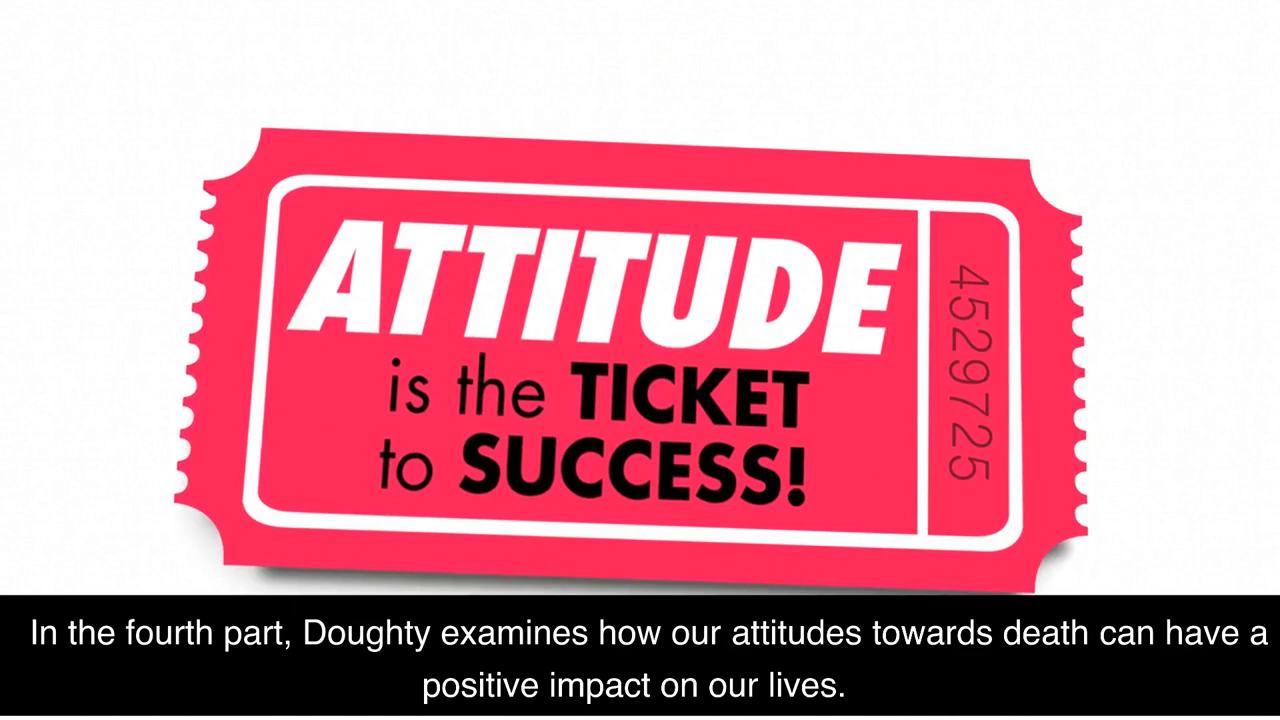 ATTITUDE
is the TICKET
to SUCCESS!
4529725
In the fourth part, Doughty examines how our attitudes towards death can have a
positive impact on our lives.